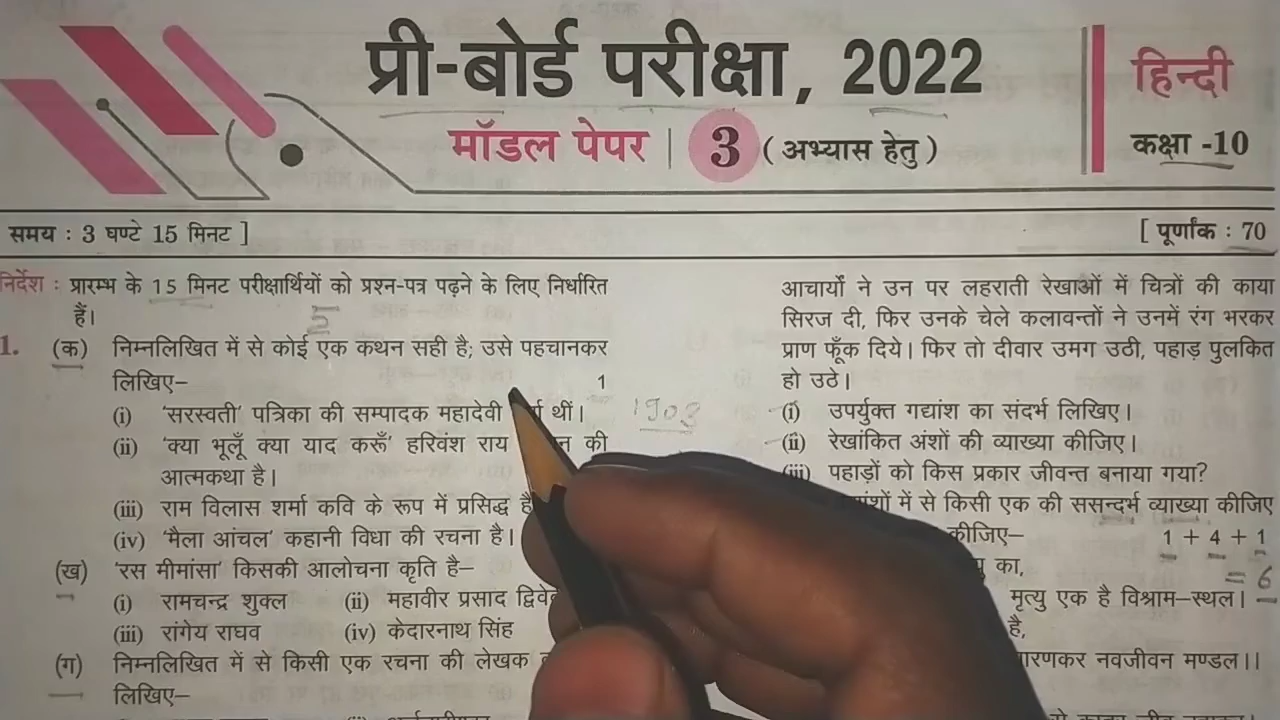 प्री-बोर्ड परीक्षा, 2022
मॉडल पेपर | 3 (अभ्यास हेतु)
हिन्दी
कक्षा -10
समय : 3 घण्टे 15 मिनट ]
[ पूर्णांक : 70
निर्देश : प्रारम्भ के 15 मिनट परीक्षार्थियों को प्रश्न-पत्र पढ़ने के लिए निर्धारित
हैं।
5
1. (क) निम्नलिखित में से कोई एक कथन सही है; उसे पहचानकर
लिखिए– 1
(i) 'सरस्वती' पत्रिका की सम्पादक महादेवी थीं।
1903
(ii) 'क्या भूलूँ क्या याद करूँ' हरिवंश राय की
आत्मकथा है।
(iii) राम विलास शर्मा कवि के रूप में प्रसिद्ध
(iv) 'मैला आंचल' कहानी विधा की रचना है।
(ख) 'रस मीमांसा' किसकी आलोचना कृति है–
(i) रामचन्द्र शुक्ल (ii) महावीर प्रसाद
(iii) रांगेय राघव (iv) केदारनाथ सिंह
(ग) निम्नलिखित में से किसी एक रचना की लेखक
लिखिए–
आचार्यों ने उन पर लहराती रेखाओं में चित्रों की काया
सिरज दी, फिर उनके चेले कलावन्तों ने उनमें रंग भरकर
प्राण फूँक दिये। फिर तो दीवार उमग उठी, पहाड़ पुलकित
हो उठे।
(i) उपर्युक्त गद्यांश का संदर्भ लिखिए।
(ii) रेखांकित अंशों की व्याख्या कीजिए।
(iii) पहाड़ों को किस प्रकार जीवन्त बनाया गया?
में से किसी एक की ससन्दर्भ व्याख्या कीजिए
कीजिए– 1 + 4 + 1
= 6
का,
मृत्यु एक है विश्राम–स्थल।
है,
नवजीवन मण्डल।।